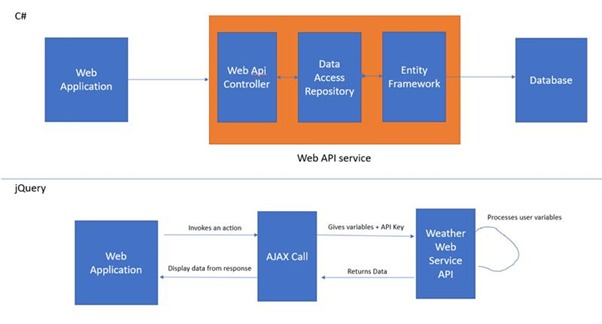 C#
Web
Application
Web Api
Controller
Data
Access
Repository
Entity
Framework
Database
Web API service
jQuery
Web
Application
Invokes an action
Display data from response
AJAX Call
Gives variables + API Key
Returns Data
Weather
Web
Service
API
Processes user variables